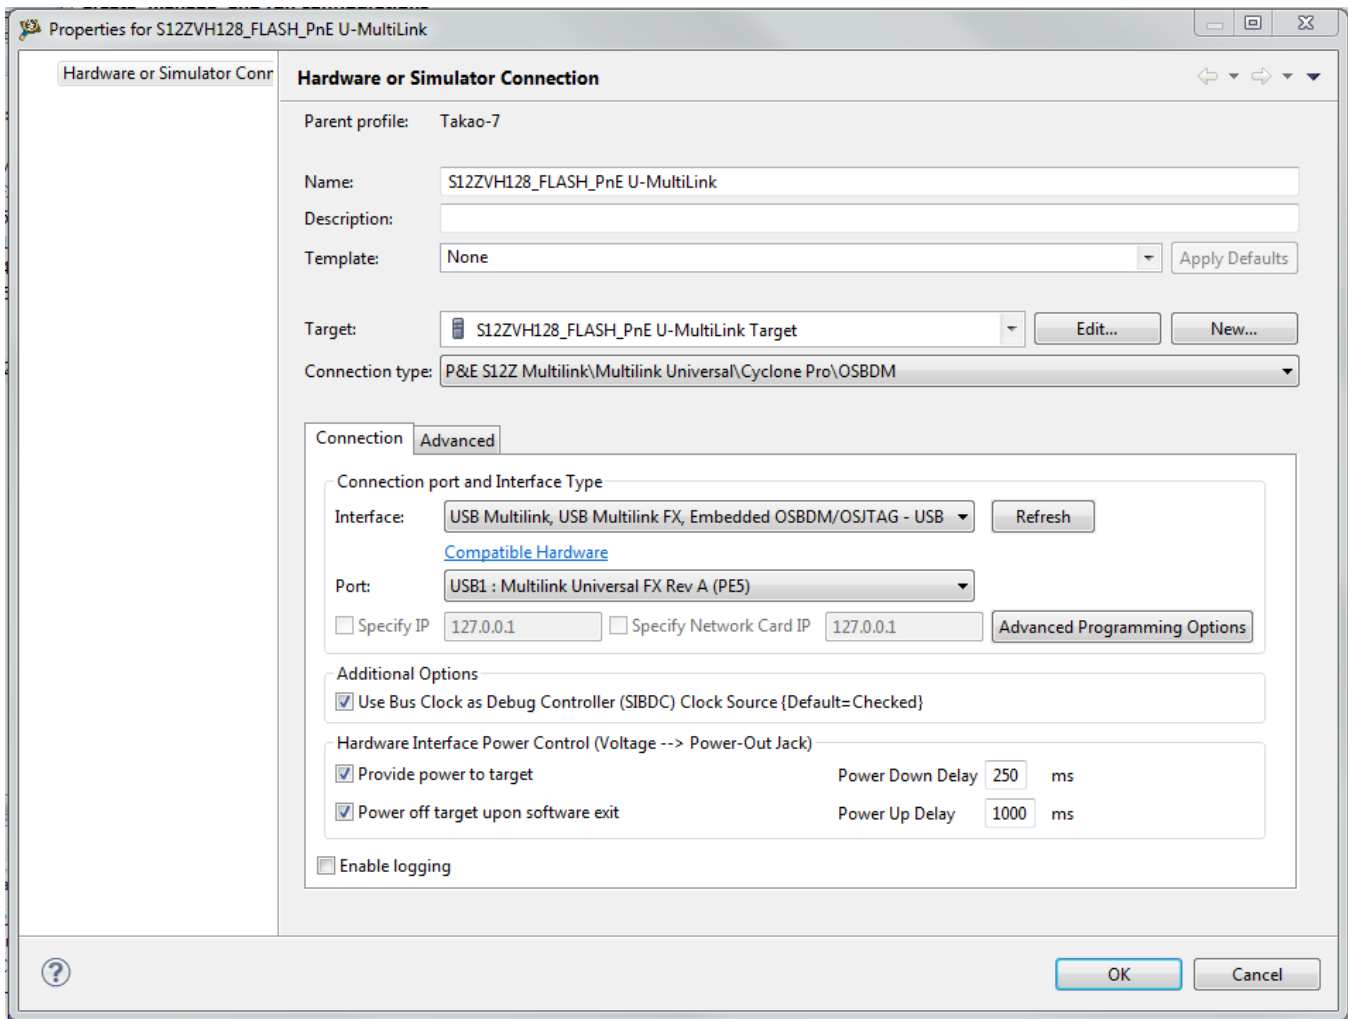 Properties for S12ZVH128_FLASH_PnE U-MultiLink
Hardware or Simulator Conn
Hardware or Simulator Connection
Parent profile: Takao-7
Name: S12ZVH128_FLASH_PnE U-MultiLink
Description:
Template: None Apply Defaults
Target: S12ZVH128_FLASH_PnE U-MultiLink Target Edit... New...
Connection type: P&E S12Z Multilink\Multilink Universal\Cyclone Pro\OSBDM
Connection Advanced
Connection port and Interface Type
Interface: USB Multilink, USB Multilink FX, Embedded OSBDM/OSJTAG - USB Refresh
Compatible Hardware
Port: USB1 : Multilink Universal FX Rev A (PE5)
Specify IP 127.0.0.1 Specify Network Card IP 127.0.0.1 Advanced Programming Options
Additional Options
Use Bus Clock as Debug Controller (SIBDC) Clock Source {Default=Checked}
Hardware Interface Power Control (Voltage --> Power-Out Jack)
Provide power to target Power Down Delay 250 ms
Power off target upon software exit Power Up Delay 1000 ms
Enable logging
OK Cancel